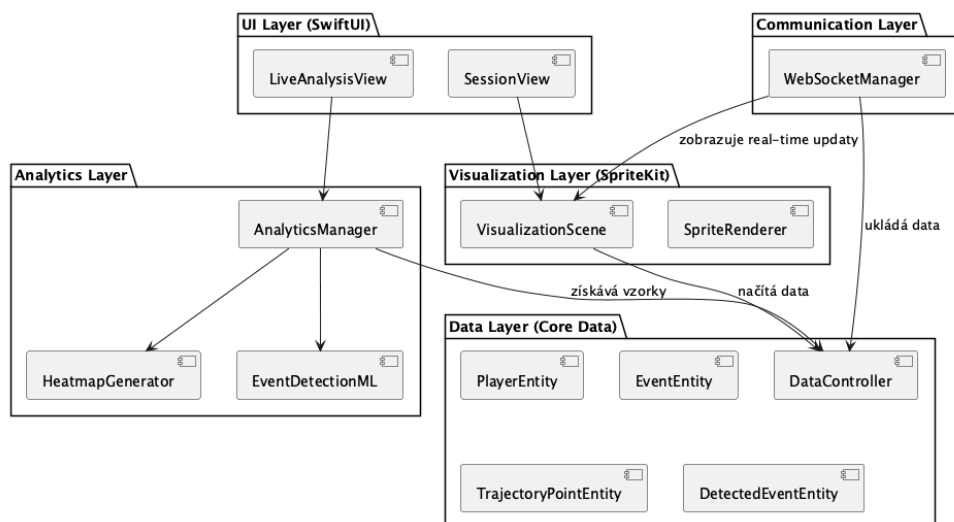 UI Layer (SwiftUI)
LiveAnalysisView
SessionView
Communication Layer
WebSocketManager
zobrazuje real-time updaty
Analytics Layer
AnalyticsManager
HeatmapGenerator
EventDetectionML
Visualization Layer (SpriteKit)
VisualizationScene
SpriteRenderer
ukládá data
získává vzorky
načítá data
Data Layer (Core Data)
PlayerEntity
EventEntity
DataController
TrajectoryPointEntity
DetectedEventEntity